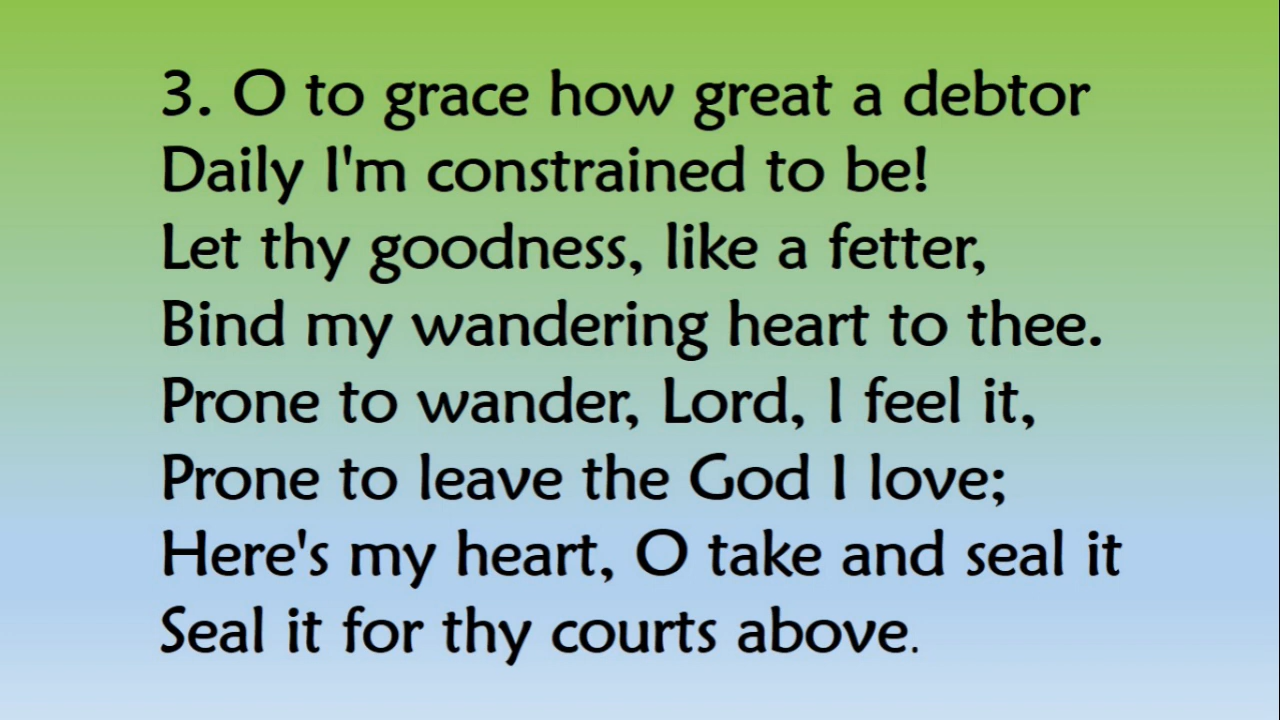 3. O to grace how great a debtor
Daily I'm constrained to be!
Let thy goodness, like a fetter,
Bind my wandering heart to thee.
Prone to wander, Lord, I feel it,
Prone to leave the God I love;
Here's my heart, O take and seal it
Seal it for thy courts above.